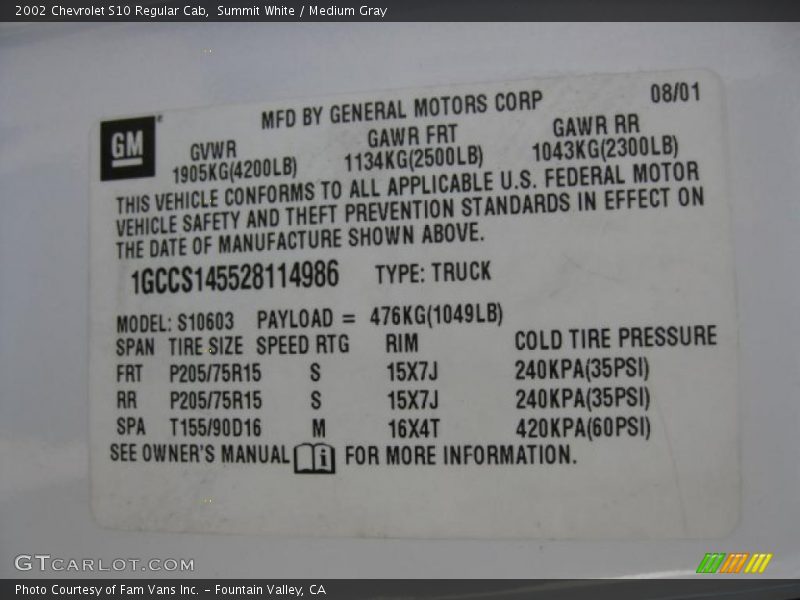 2002 Chevrolet S10 Regular Cab,  Summit White / Medium Gray
MFD BY GENERAL MOTORS CORP 08/01
GM
GVWR GAWR FRT GAWR RR
1905KG(4200LB) 1134KG(2500LB) 1043KG(2300LB)
THIS VEHICLE CONFORMS TO ALL APPLICABLE U.S. FEDERAL MOTOR
VEHICLE SAFETY AND THEFT PREVENTION STANDARDS IN EFFECT ON
THE DATE OF MANUFACTURE SHOWN ABOVE.
1GCCS145528114986 TYPE: TRUCK
MODEL: S10603 PAYLOAD = 476KG(1049LB)
SPAN TIRE SIZE SPEED RTG RIM COLD TIRE PRESSURE
FRT P205/75R15 S 15X7J 240KPA(35PSI)
RR P205/75R15 S 15X7J 240KPA(35PSI)
SPA T155/90D16 M 16X4T 420KPA(60PSI)
SEE OWNER'S MANUAL i FOR MORE INFORMATION.
GTCARLOT.COM
Photo Courtesy of Fam Vans Inc. – Fountain Valley, CA